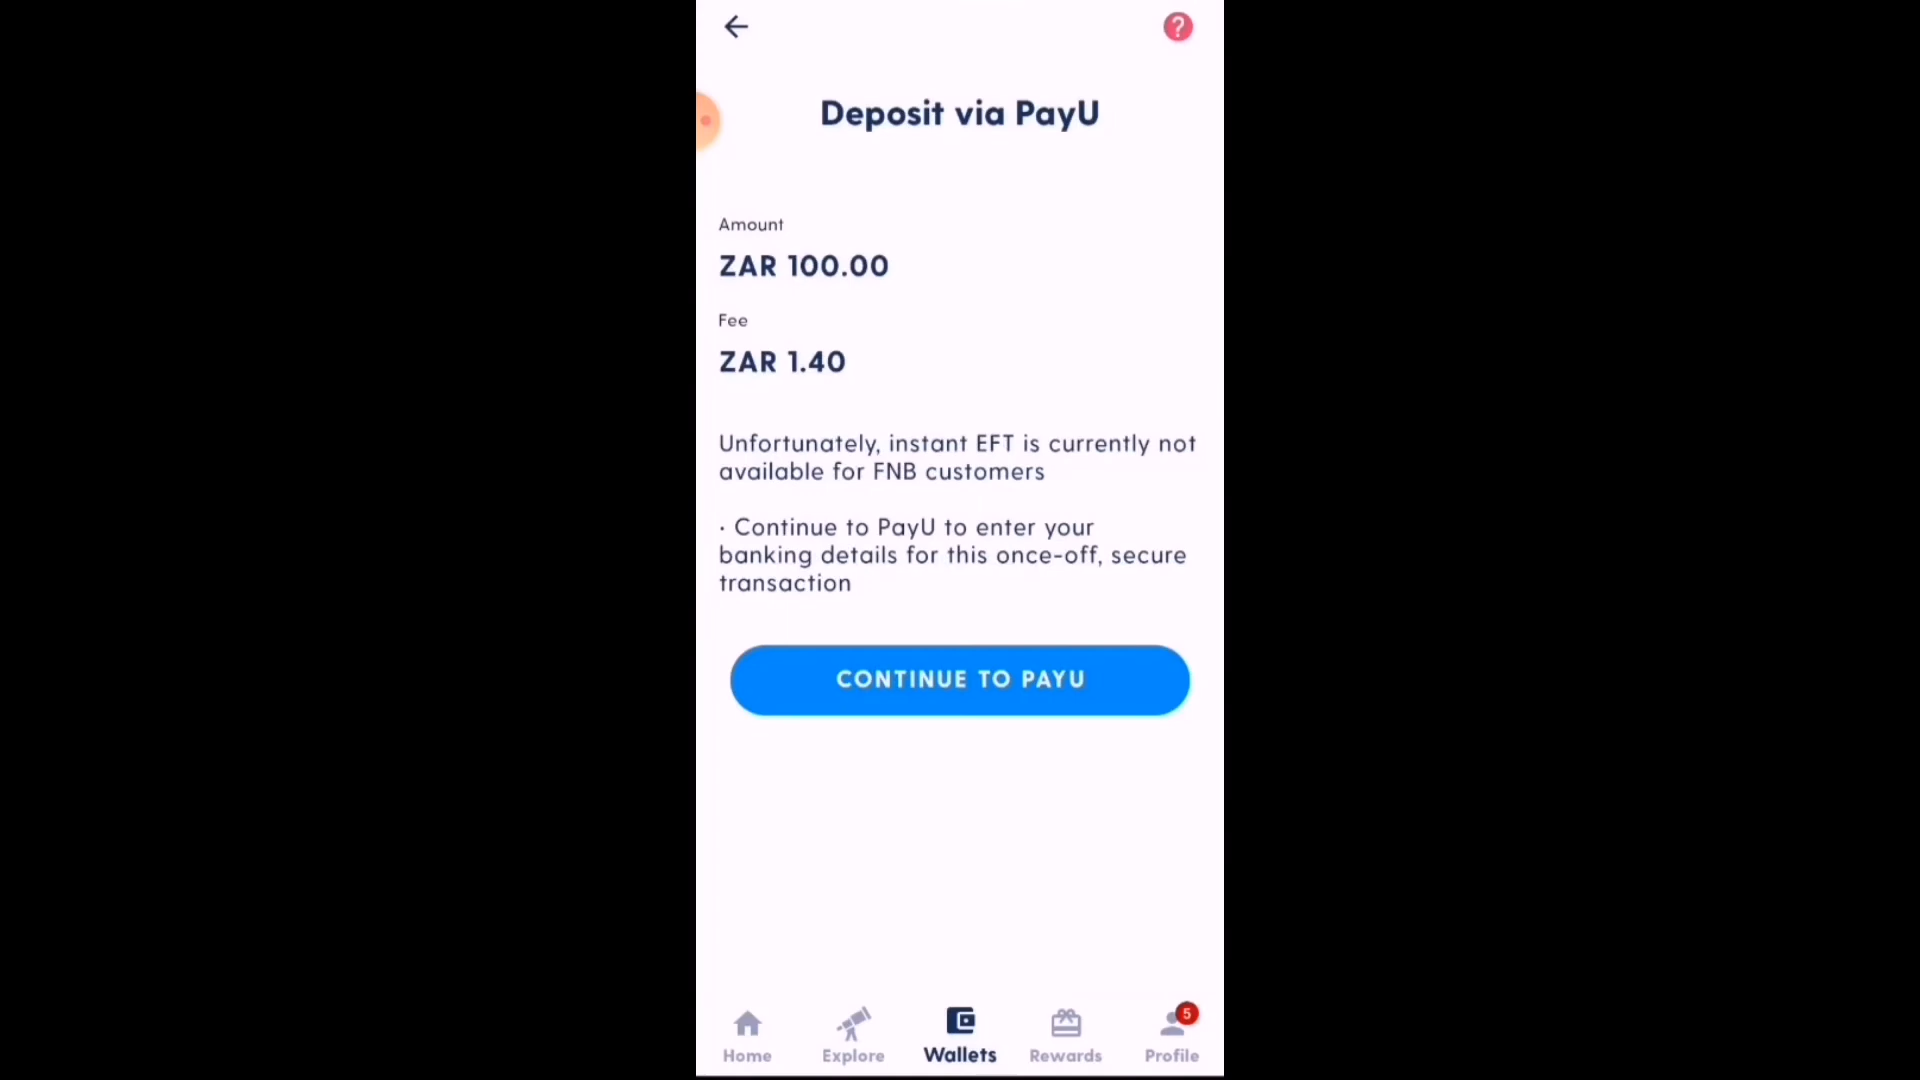 ?
Deposit via PayU
Amount
ZAR 100.00
Fee
ZAR 1.40
Unfortunately, instant EFT is currently not
available for FNB customers
· Continue to PayU to enter your
banking details for this once-off, secure
transaction
CONTINUE TO PAYU
5
Home Explore Wallets Rewards Profile